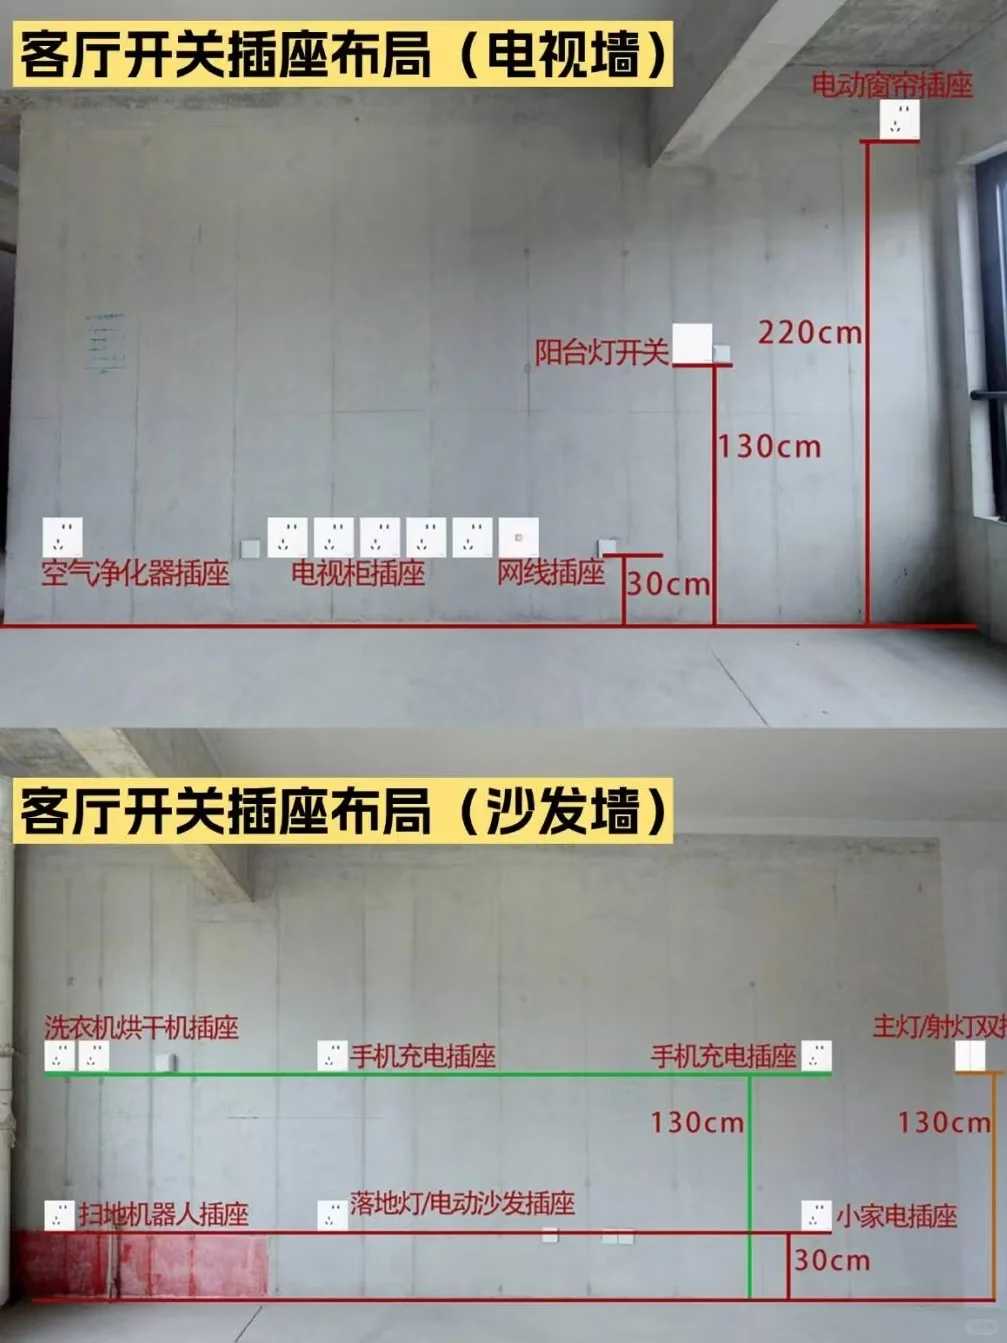 客厅开关插座布局（电视墙）
电动窗帘插座
220cm
阳台灯开关
130cm
空气净化器插座
电视柜插座
网线插座
30cm
客厅开关插座布局（沙发墙）
洗衣机烘干机插座
手机充电插座
手机充电插座
主灯/射灯双
130cm
130cm
扫地机器人插座
落地灯/电动沙发插座
小家电插座
30cm